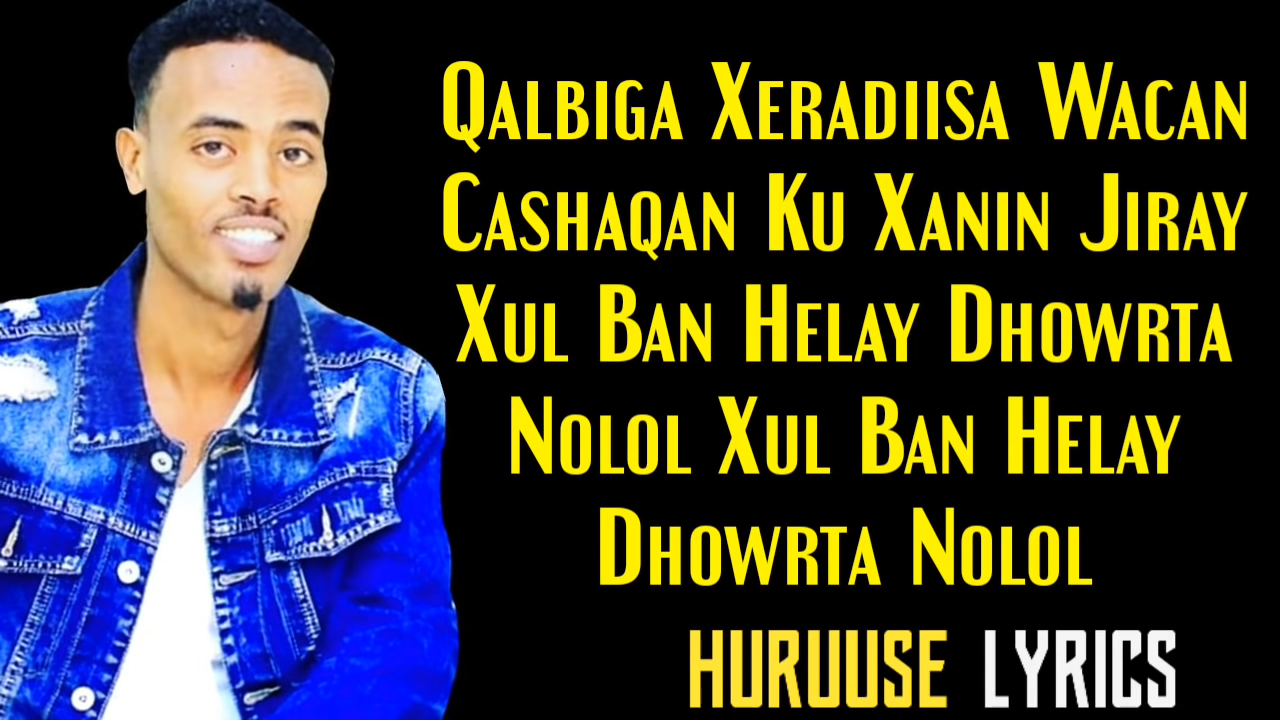 Qalbiga Xeradiisa Wacan
Cashaqan Ku Xanin Jiray
Xul Ban Helay Dhowrta
Nolol Xul Ban Helay
Dhowrta Nolol
HURUUSE LYRICS